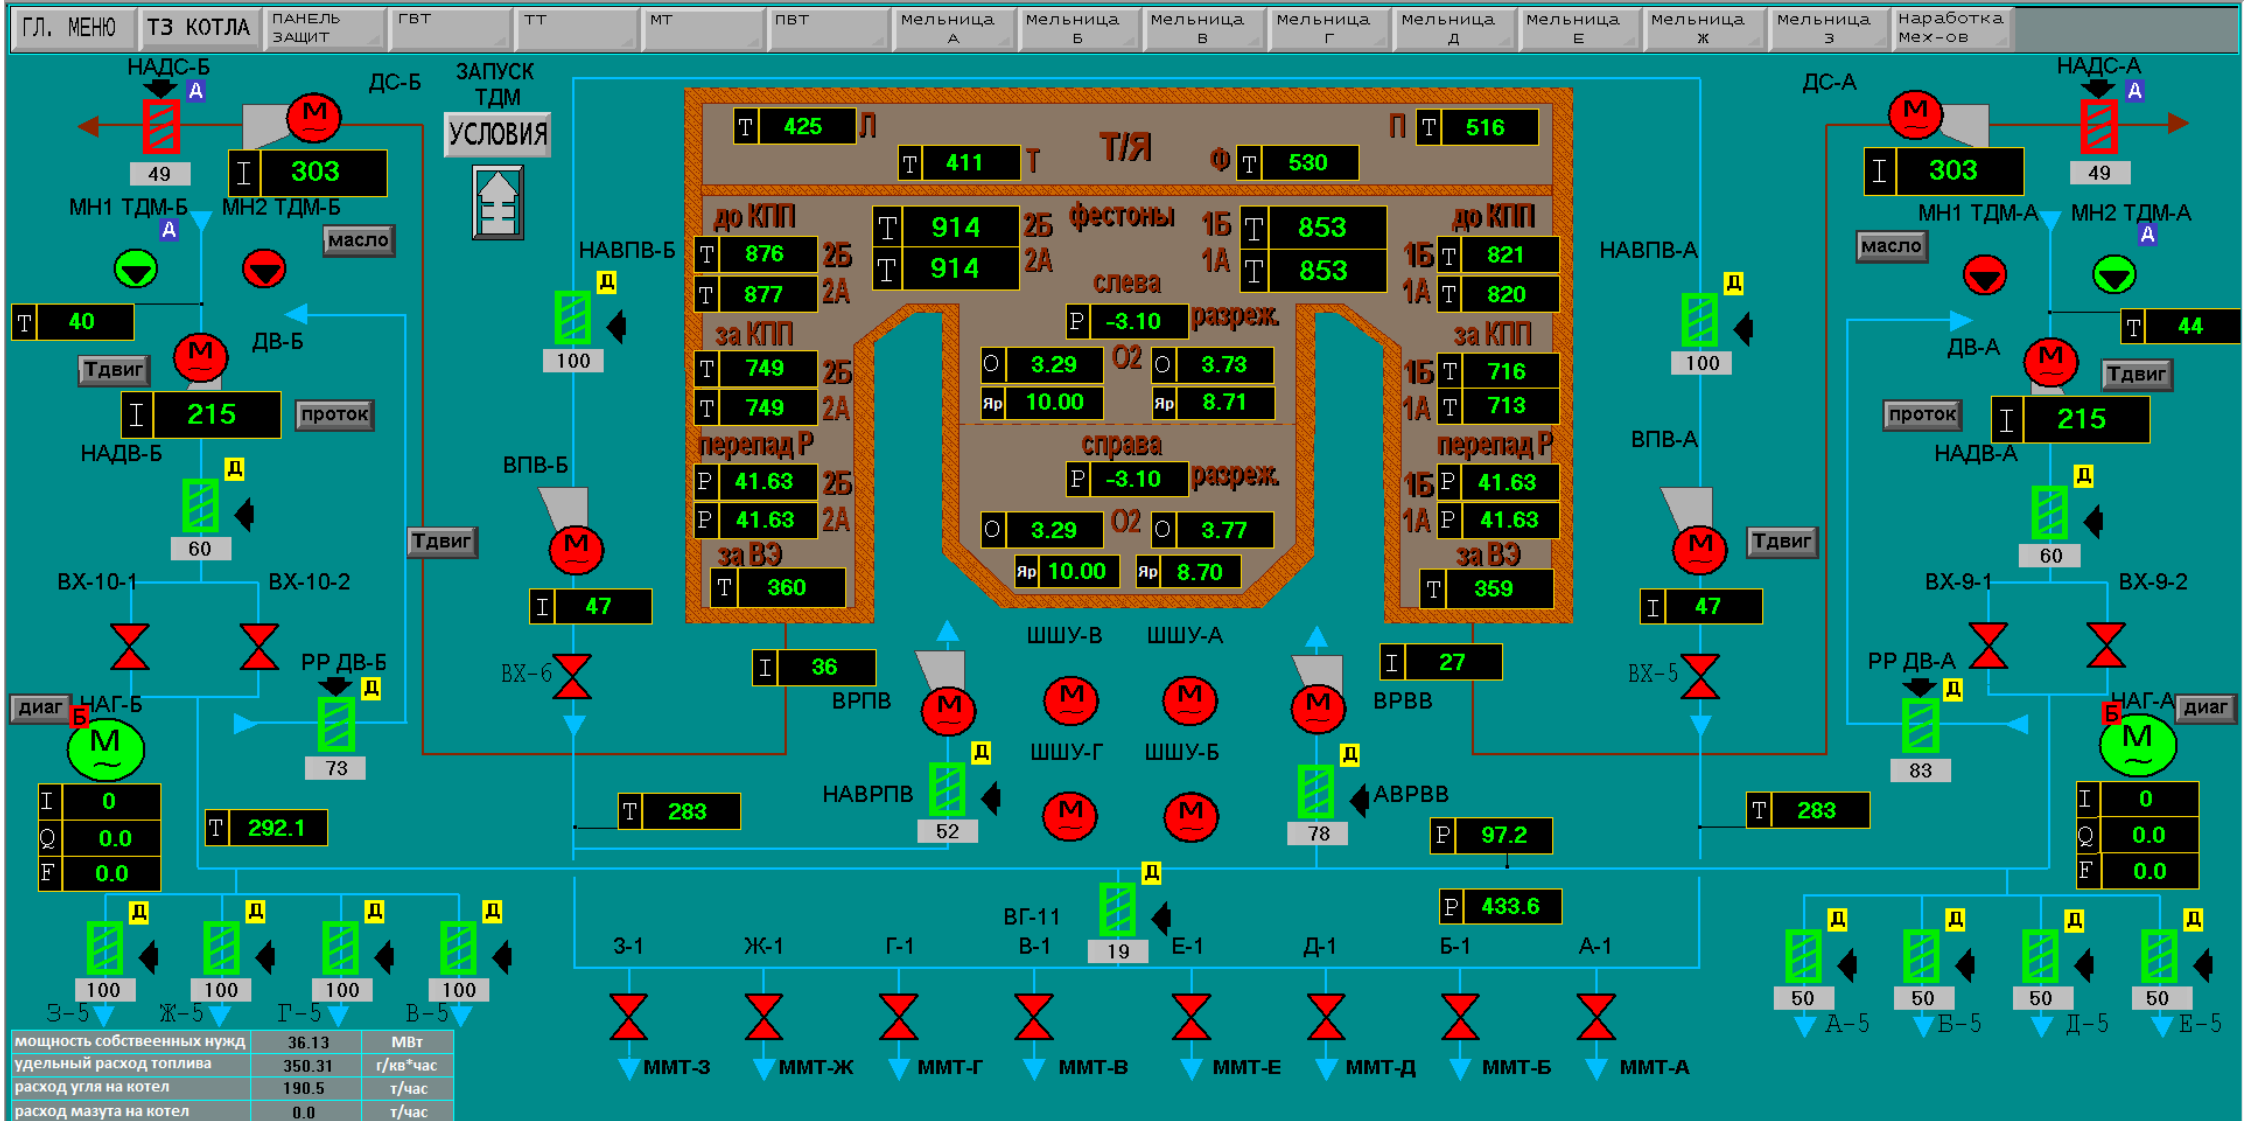 ГЛ. МЕНЮ
ТЗ КОТЛА
ПАНЕЛЬ
ЗАЩИТ
ГВТ
ТТ
МТ
ПВТ
Мельница
А
Мельница
Б
Мельница
В
Мельница
Г
Мельница
Д
Мельница
Е
Мельница
Ж
Мельница
З
Наработка
Мех-ов
НАДС-Б
А
ДС-Б
М
49
I 303
МН1 ТДМ-Б
МН2 ТДМ-Б
А
масло
T 40
ДВ-Б
М
Тдвиг
I 215
проток
НАДВ-Б
Д
60
ВХ-10-1
ВХ-10-2
РР ДВ-Б
Д
73
диаг
Б
НАГ-Б
М
I 0
Q 0.0
F 0.0
T 292.1
Д
Д
Д
Д
100
100
100
100
З-5
Ж-5
Г-5
В-5
мощность собствеенных нужд 36.13 МВт
удельный расход топлива 350.31 г/кв*час
расход угля на котел 190.5 т/час
расход мазута на котел 0.0 т/час
ЗАПУСК
ТДМ
УСЛОВИЯ
НАВПВ-Б
Д
100
ВПВ-Б
М
Тдвиг
I 47
ВХ-6
T 283
T 425 Л
П T 516
T 411 Т
Т/Я
Ф T 530
до КПП
T 876 2Б
T 877 2А
за КПП
T 749 2Б
T 749 2А
перепад Р
P 41.63 2Б
P 41.63 2А
за ВЭ
T 360
T 914 2Б
T 914 2А
фестоны
1Б T 853
1А T 853
слева
P -3.10 разреж.
O 3.29 О2 O 3.73
Яр 10.00 Яр 8.71
справа
P -3.10 разреж.
O 3.29 О2 O 3.77
Яр 10.00 Яр 8.70
до КПП
1Б T 821
1А T 820
за КПП
1Б T 716
1А T 713
перепад Р
1Б P 41.63
1А P 41.63
за ВЭ
T 359
I 36
I 27
ВРПВ
М
ШШУ-В
ШШУ-А
М
М
ШШУ-Г
ШШУ-Б
М
М
М
ВРВВ
НАВРПВ
Д
52
Д
АВРВВ
78
P 97.2
P 433.6
ВГ-11
Д
19
З-1
Ж-1
Г-1
В-1
Е-1
Д-1
Б-1
А-1
ММТ-З
ММТ-Ж
ММТ-Г
ММТ-В
ММТ-Е
ММТ-Д
ММТ-Б
ММТ-А
НАВПВ-А
Д
100
ВПВ-А
М
Тдвиг
I 47
ВХ-5
T 283
ДС-А
М
НАДС-А
А
49
I 303
МН1 ТДМ-А
МН2 ТДМ-А
А
масло
T 44
ДВ-А
М
Тдвиг
проток
I 215
НАДВ-А
Д
60
ВХ-9-1
ВХ-9-2
РР ДВ-А
Д
83
Б
НАГ-А
диаг
М
I 0
Q 0.0
F 0.0
Д
Д
Д
Д
50
50
50
50
А-5
Б-5
Д-5
Е-5